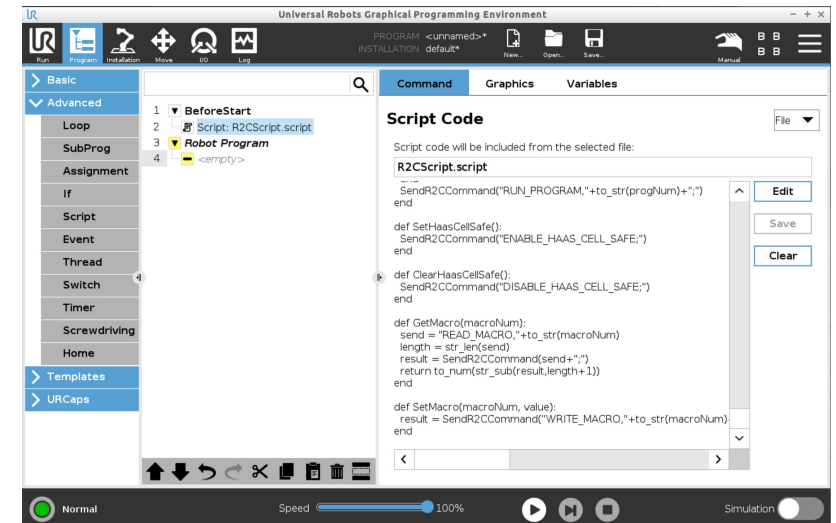 Universal Robots Graphical Programming Environment
UR
Run
Program
Installation
Move
I/O
Log
PROGRAM <unnamed>*
INSTALLATION default*
New...
Open...
Save...
Manual
B B
B B
Basic
Advanced
Loop
SubProg
Assignment
If
Script
Event
Thread
Switch
Timer
Screwdriving
Home
Templates
URCaps
1 BeforeStart
2 Script: R2CScript.script
3 Robot Program
4 <empty>
Command Graphics Variables
Script Code
File
Script code will be included from the selected file:
R2CScript.script
Edit
Save
Clear
end
SendR2CCommand("RUN_PROGRAM,"+to_str(progNum)+";")
end
def SetHaasCellSafe():
SendR2CCommand("ENABLE_HAAS_CELL_SAFE;")
end
def ClearHaasCellSafe():
SendR2CCommand("DISABLE_HAAS_CELL_SAFE;")
end
def GetMacro(macroNum):
send = "READ_MACRO,"+to_str(macroNum)
length = str_len(send)
result = SendR2CCommand(send+";")
return to_num(str_sub(result,length+1))
end
def SetMacro(macroNum, value):
result = SendR2CCommand("WRITE_MACRO,"+to_str(macroNum)
end
Normal
Speed 100%
Simulation